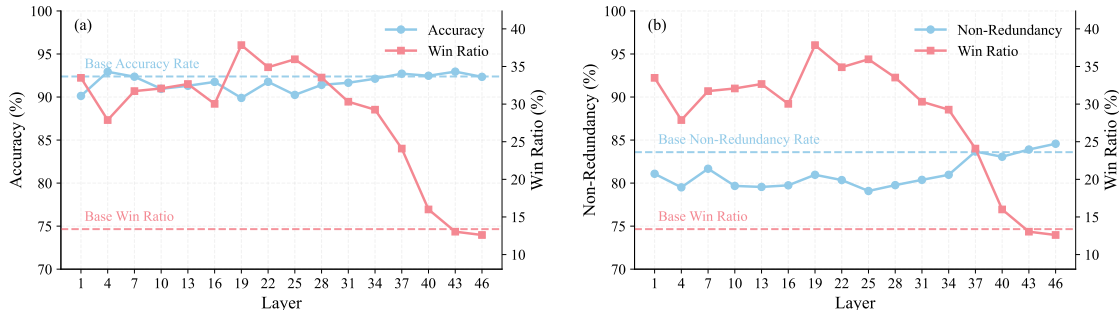 (a)
Accuracy
Win Ratio
Base Accuracy Rate
Base Win Ratio
Accuracy (%)
100
95
90
85
80
75
70
Win Ratio (%)
40
35
30
25
20
15
10
1 4 7 10 13 16 19 22 25 28 31 34 37 40 43 46
Layer
(b)
Non-Redundancy
Win Ratio
Base Non-Redundancy Rate
Base Win Ratio
Non-Redundancy (%)
100
95
90
85
80
75
70
Win Ratio (%)
40
35
30
25
20
15
10
1 4 7 10 13 16 19 22 25 28 31 34 37 40 43 46
Layer